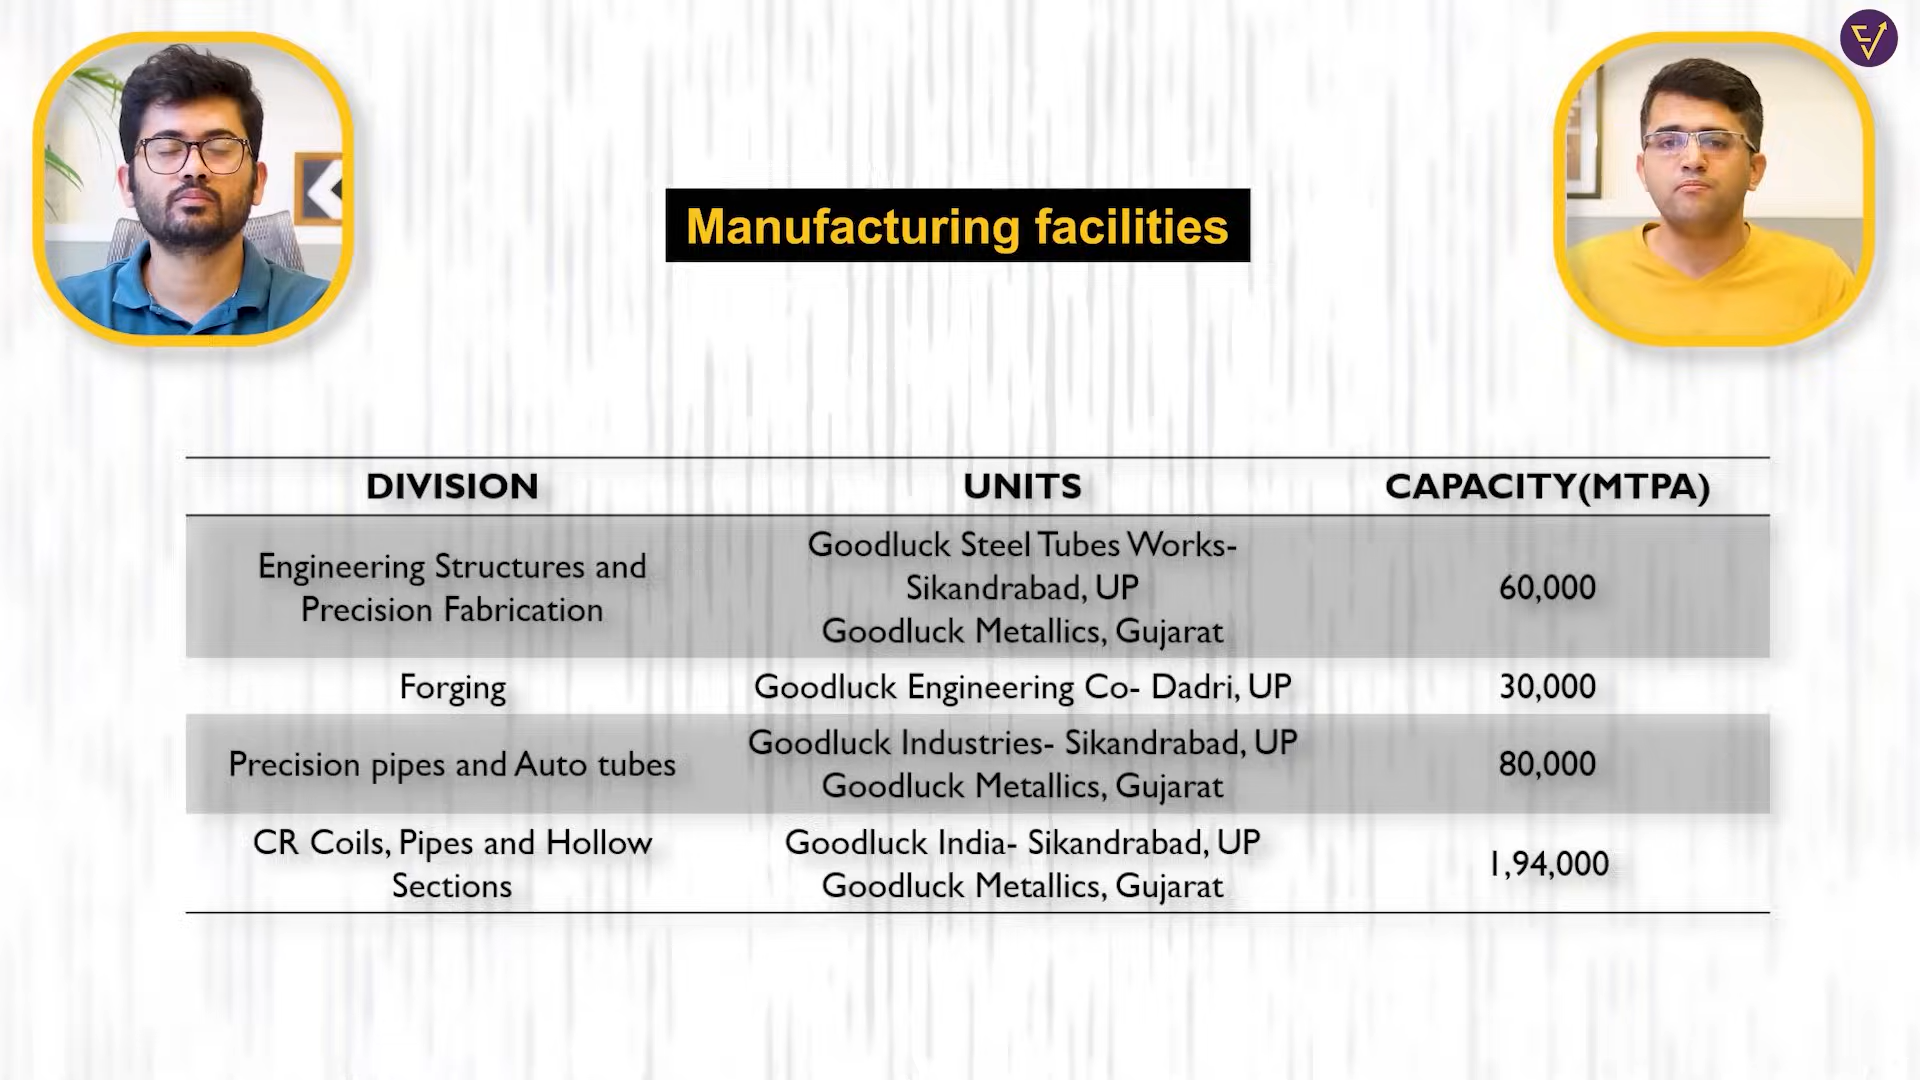 Manufacturing facilities
DIVISION UNITS CAPACITY(MTPA)
Engineering Structures and
Precision Fabrication
Goodluck Steel Tubes Works-
Sikandrabad, UP
Goodluck Metallics, Gujarat
60,000
Forging Goodluck Engineering Co- Dadri, UP 30,000
Precision pipes and Auto tubes
Goodluck Industries- Sikandrabad, UP
Goodluck Metallics, Gujarat
80,000
CR Coils, Pipes and Hollow
Sections
Goodluck India- Sikandrabad, UP
Goodluck Metallics, Gujarat
1,94,000